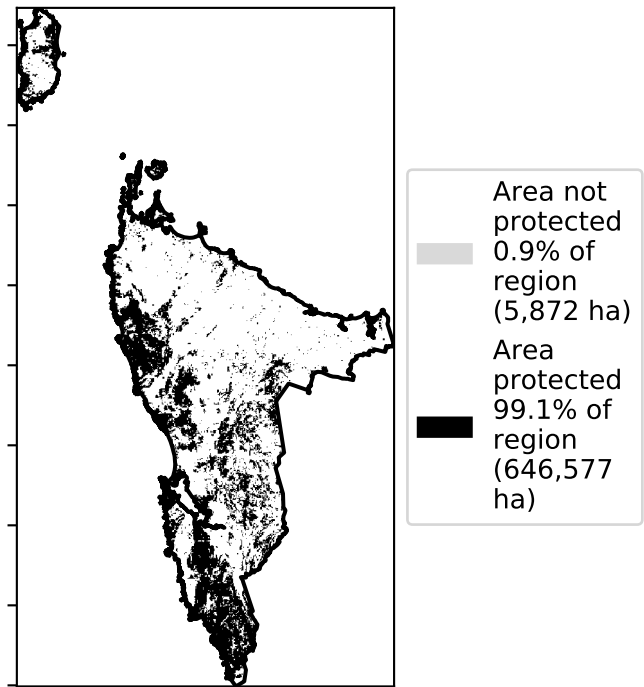 Area not
protected
0.9% of
region
(5,872 ha)
Area
protected
99.1% of
region
(646,577
ha)